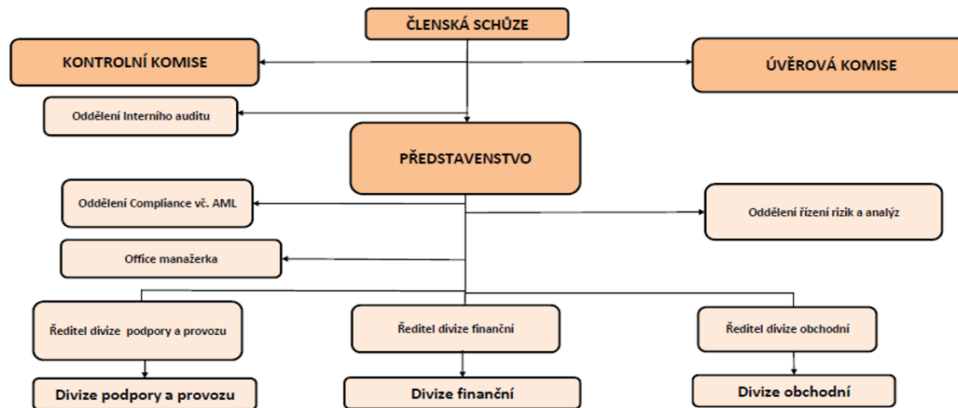 ČLENSKÁ SCHŮZE
KONTROLNÍ KOMISE
ÚVĚROVÁ KOMISE
Oddělení Interního auditu
PŘEDSTAVENSTVO
Oddělení Compliance vč. AML
Oddělení řízení rizik a analýz
Office manažerka
Ředitel divize podpory a provozu
Ředitel divize finanční
Ředitel divize obchodní
Divize podpory a provozu
Divize finanční
Divize obchodní